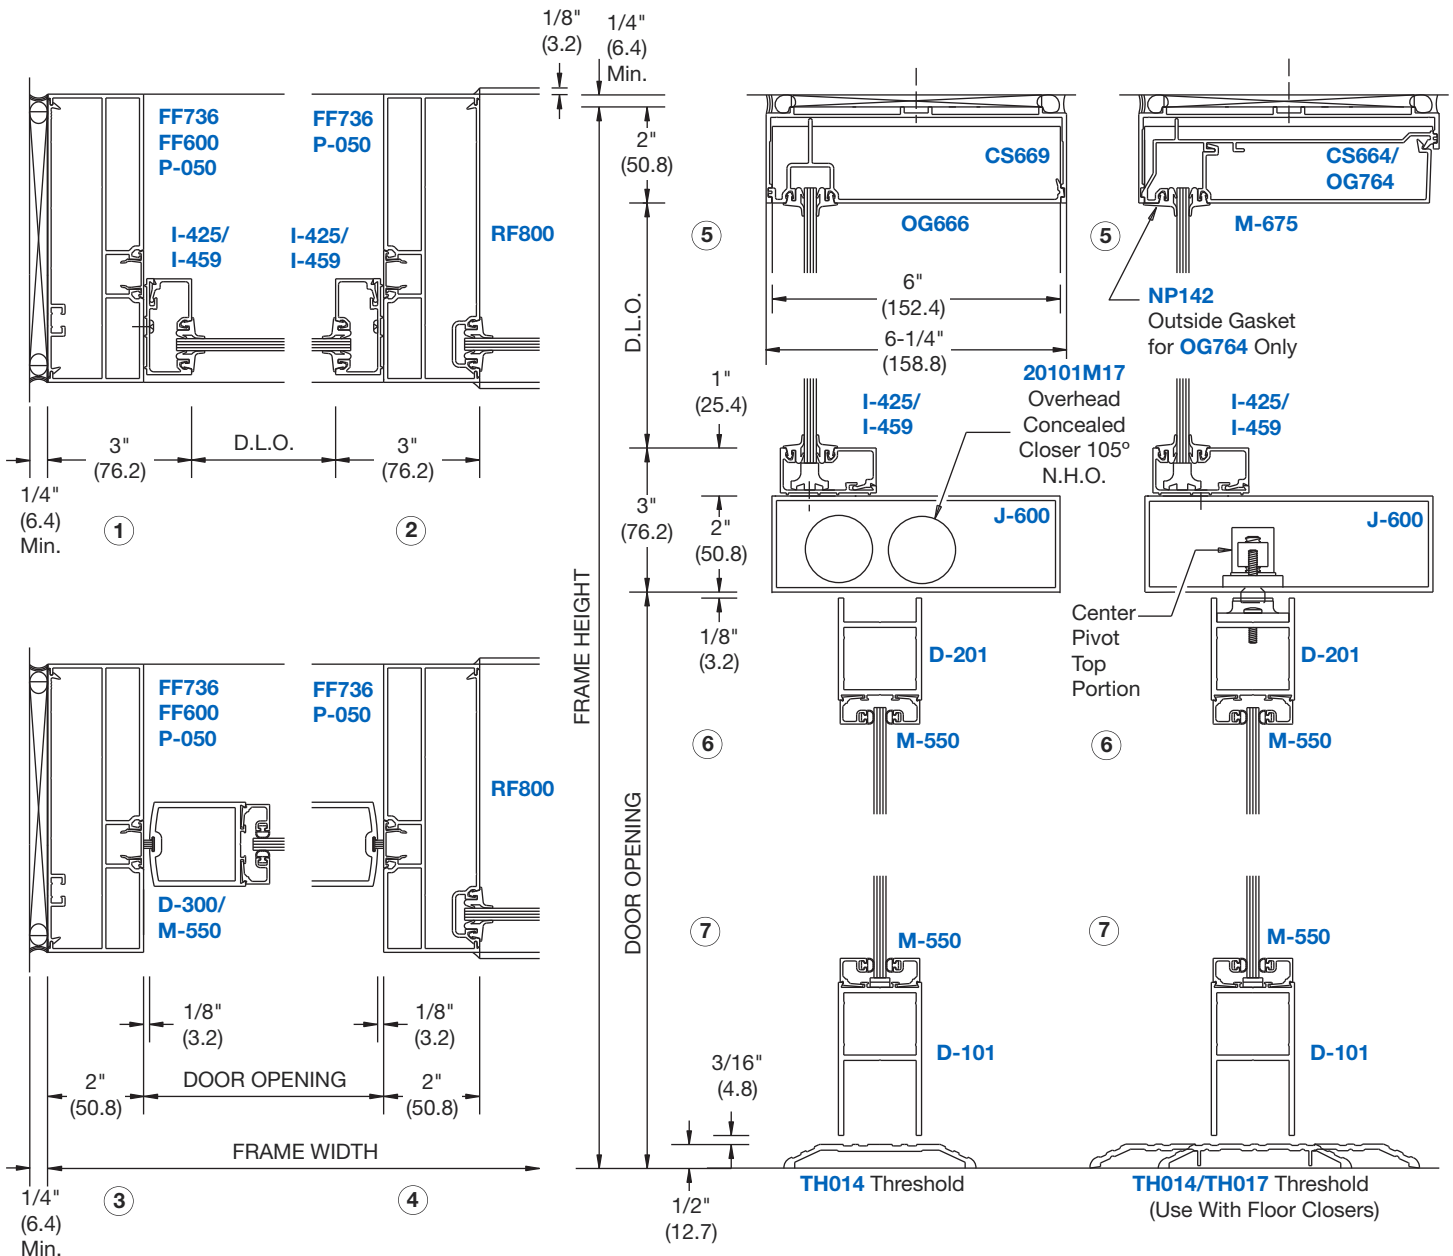 1/8"
(3.2)
1/4"
(6.4)
Min.
FF736
FF600
P-050
FF736
P-050
I-425/
I-459
I-425/
I-459
RF800
3"
(76.2)
D.L.O.
3"
(76.2)
1/4"
(6.4)
Min.
1
2
FF736
FF600
P-050
FF736
P-050
RF800
D-300/
M-550
1/8"
(3.2)
1/8"
(3.2)
2"
(50.8)
DOOR OPENING
2"
(50.8)
FRAME WIDTH
1/4"
(6.4)
Min.
3
4
2"
(50.8)
CS669
OG666
5
6"
(152.4)
6-1/4"
(158.8)
D.L.O.
1"
(25.4)
I-425/
I-459
20101M17
Overhead
Concealed
Closer 105º
N.H.O.
3"
(76.2)
2"
(50.8)
J-600
FRAME HEIGHT
1/8"
(3.2)
D-201
6
M-550
DOOR OPENING
7
M-550
D-101
3/16"
(4.8)
TH014 Threshold
1/2"
(12.7)
CS664/
OG764
5
M-675
NP142
Outside Gasket
for OG764 Only
I-425/
I-459
J-600
Center
Pivot
Top
Portion
D-201
6
M-550
7
M-550
D-101
TH014/TH017 Threshold
(Use With Floor Closers)